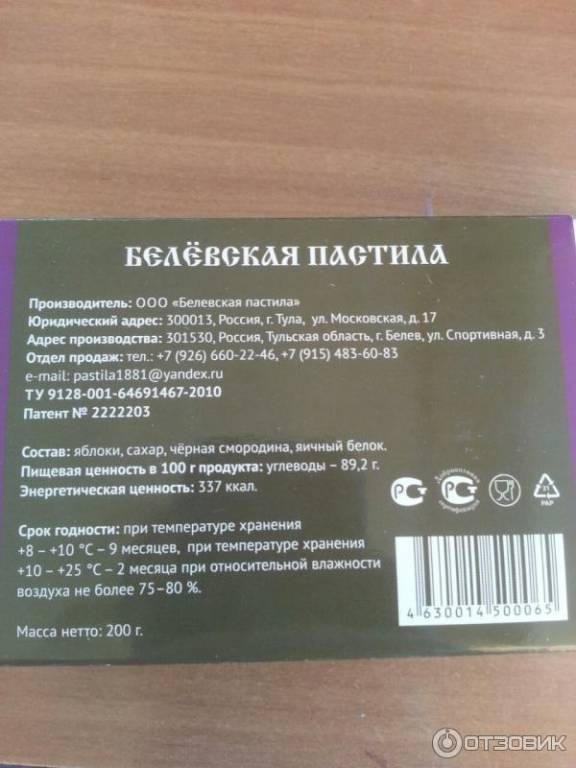 БЕЛЁВСКАЯ ПАСТИЛА
Производитель: ООО «Белевская пастила»
Юридический адрес: 300013, Россия, г. Тула, ул. Московская, д. 17
Адрес производства: 301530, Россия, Тульская область, г. Белев, ул. Спортивная, д. 3
Отдел продаж: тел.: +7 (926) 660-22-46, +7 (915) 483-60-83
e-mail: pastila1881@yandex.ru
ТУ 9128-001-64691467-2010
Патент № 2222203
Состав: яблоки, сахар, чёрная смородина, яичный белок.
Пищевая ценность в 100 г продукта: углеводы – 89,2 г.
Энергетическая ценность: 337 ккал.
Добровольная
сертификация
21
PAP
Срок годности: при температуре хранения
+8 – +10 °С – 9 месяцев, при температуре хранения
+10 – +25 °С – 2 месяца при относительной влажности
воздуха не более 75–80 %.
4 630014 500065
Масса нетто: 200 г.
ОТЗОВИК